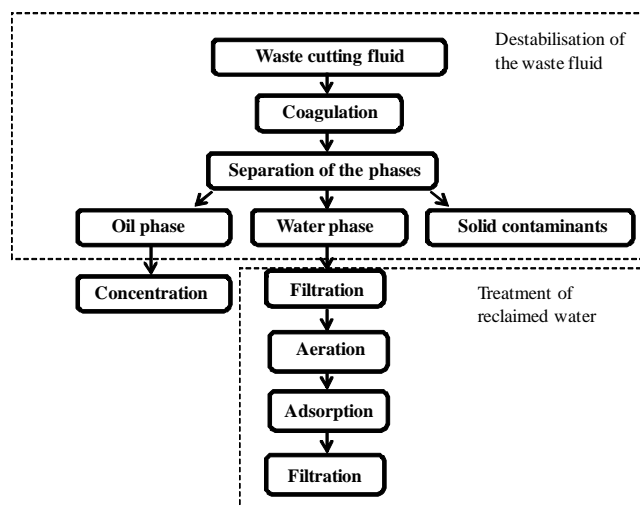 Destabilisation of
the waste fluid
Waste cutting fluid
Coagulation
Separation of the phases
Oil phase
Water phase
Solid contaminants
Concentration
Filtration
Treatment of
reclaimed water
Aeration
Adsorption
Filtration